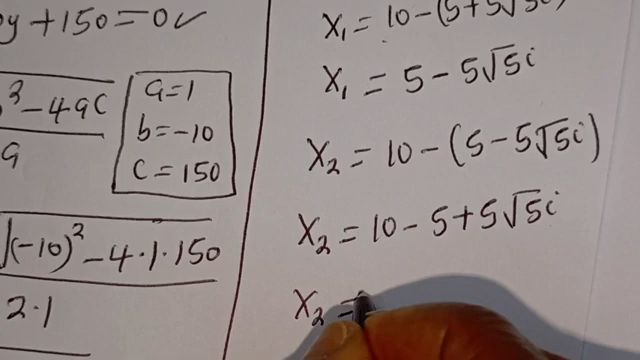 y + 150 = 0✓
² - 4ac
a
a = 1
b = -10
c = 150
√(-10)² - 4·1·150
2·1
X₁ = 10 - (5 + 5√5i)
X₁ = 5 - 5√5i
X₂ = 10 - (5 - 5√5i)
X₂ = 10 - 5 + 5√5i
X₂ =